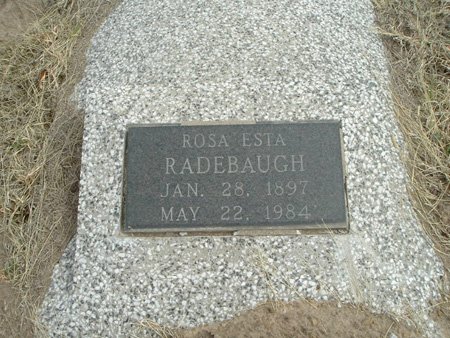 ROSA ESTA
RADEBAUGH
JAN. 28, 1897
MAY 22, 1984